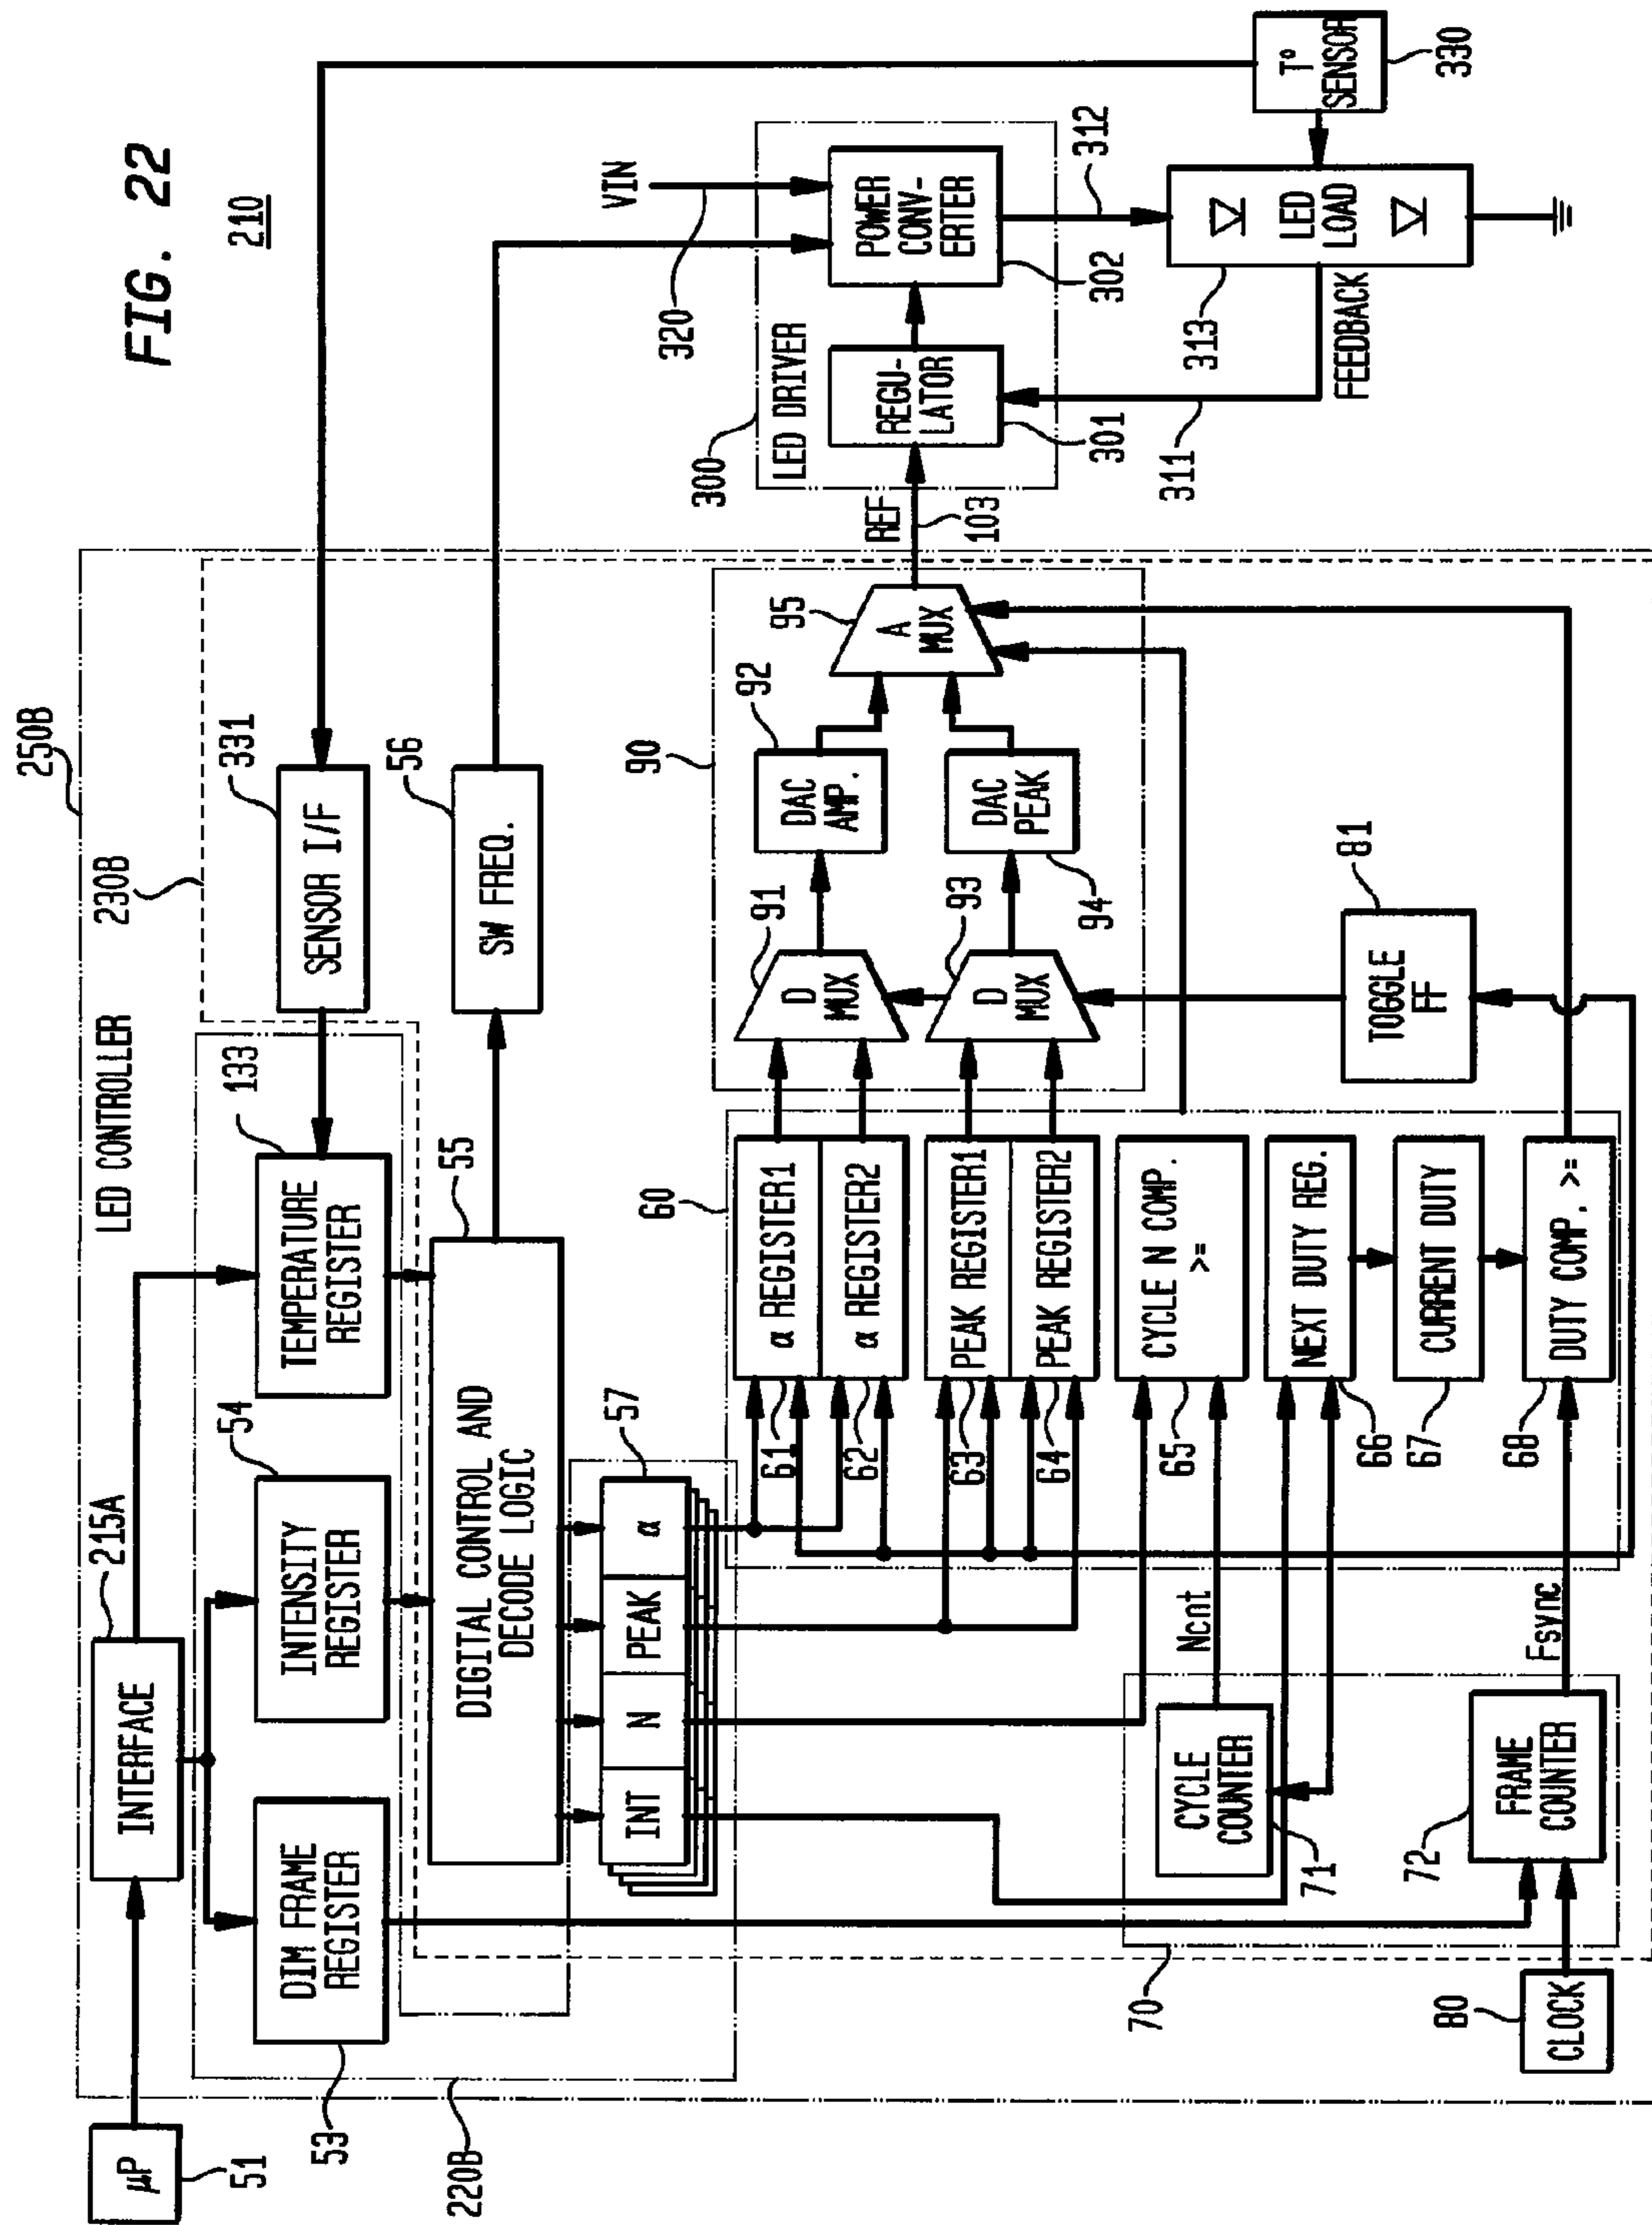 FIG. 22
210
250B
LED CONTROLLER
230B
µP
51
INTERFACE
215A
220B
DIM FRAME
REGISTER
53
INTENSITY
REGISTER
54
TEMPERATURE
REGISTER
133
SENSOR I/F
331
DIGITAL CONTROL AND
DECODE LOGIC
55
SW FREQ.
56
INT
N
PEAK
α
57
60
α REGISTER1
α REGISTER2
61
62
PEAK REGISTER1
PEAK REGISTER2
63
64
CYCLE N COMP.
>=
65
NEXT DUTY REG.
66
CURRENT DUTY
67
DUTY COMP. >=
68
70
CYCLE
COUNTER
71
Ncnt
FRAME
COUNTER
72
Fsync
CLOCK
80
TOGGLE
FF
81
90
D
MUX
91
DAC
AMP.
92
D
MUX
93
DAC
PEAK
94
A
MUX
95
REF
103
300
LED DRIVER
REGU-
LATOR
301
POWER
CONV-
ERTER
302
VIN
320
311
FEEDBACK
312
LED
LOAD
313
T°
SENSOR
330